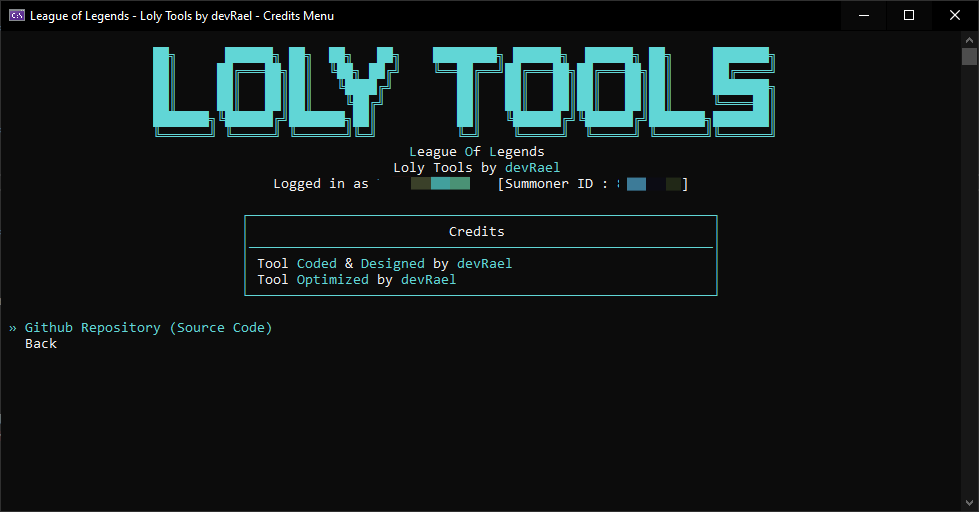 League of Legends - Loly Tools by devRael - Credits Menu
LOLY TOOLS
League Of Legends
Loly Tools by devRael
Logged in as [Summoner ID : ]
Credits
Tool Coded & Designed by devRael
Tool Optimized by devRael
» Github Repository (Source Code)
Back